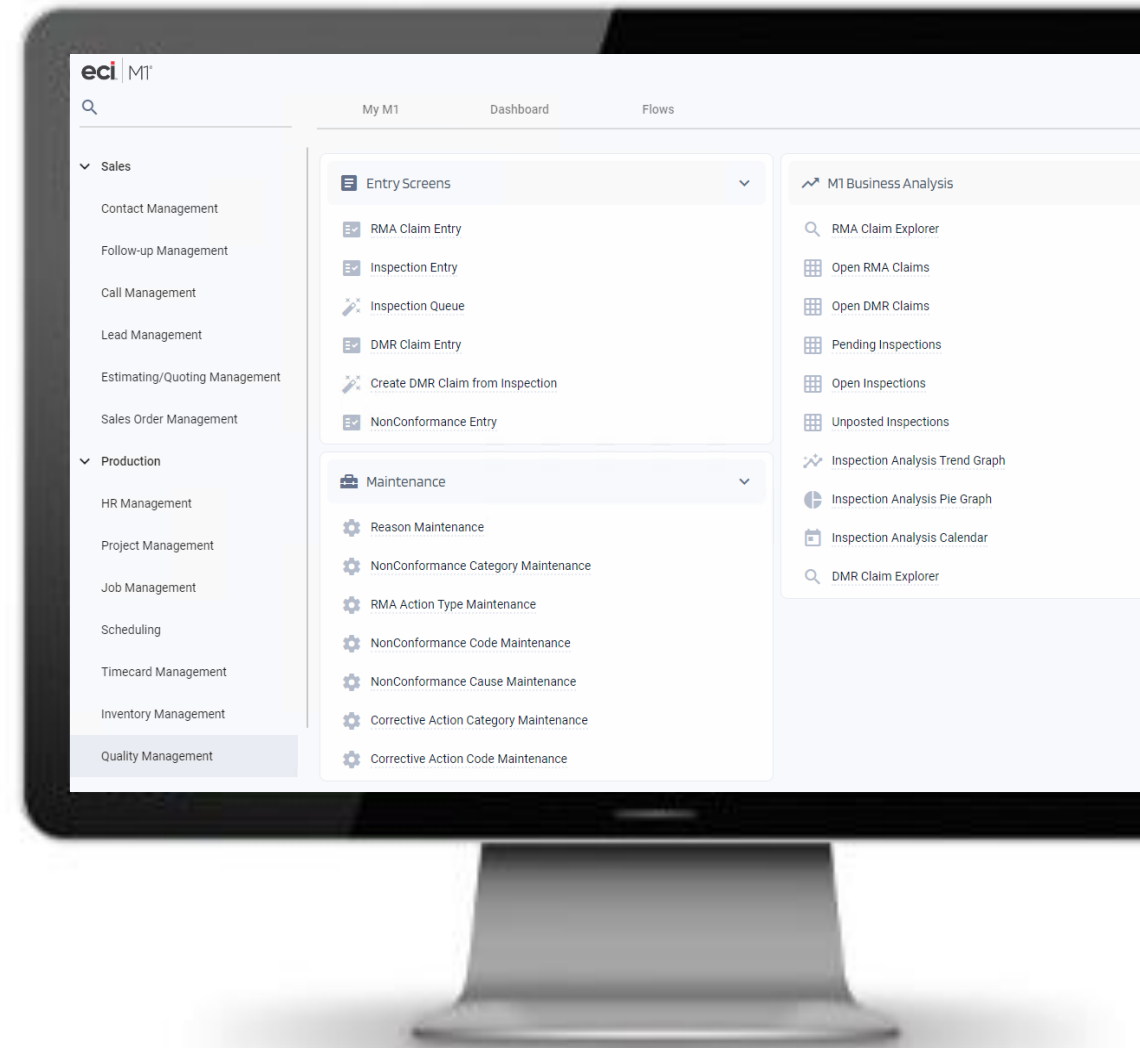 eci M1
My M1
Dashboard
Flows
Sales
Contact Management
Follow-up Management
Call Management
Lead Management
Estimating/Quoting Management
Sales Order Management
Production
HR Management
Project Management
Job Management
Scheduling
Timecard Management
Inventory Management
Quality Management
Entry Screens
RMA Claim Entry
Inspection Entry
Inspection Queue
DMR Claim Entry
Create DMR Claim from Inspection
NonConformance Entry
Maintenance
Reason Maintenance
NonConformance Category Maintenance
RMA Action Type Maintenance
NonConformance Code Maintenance
NonConformance Cause Maintenance
Corrective Action Category Maintenance
Corrective Action Code Maintenance
M1 Business Analysis
RMA Claim Explorer
Open RMA Claims
Open DMR Claims
Pending Inspections
Open Inspections
Unposted Inspections
Inspection Analysis Trend Graph
Inspection Analysis Pie Graph
Inspection Analysis Calendar
DMR Claim Explorer